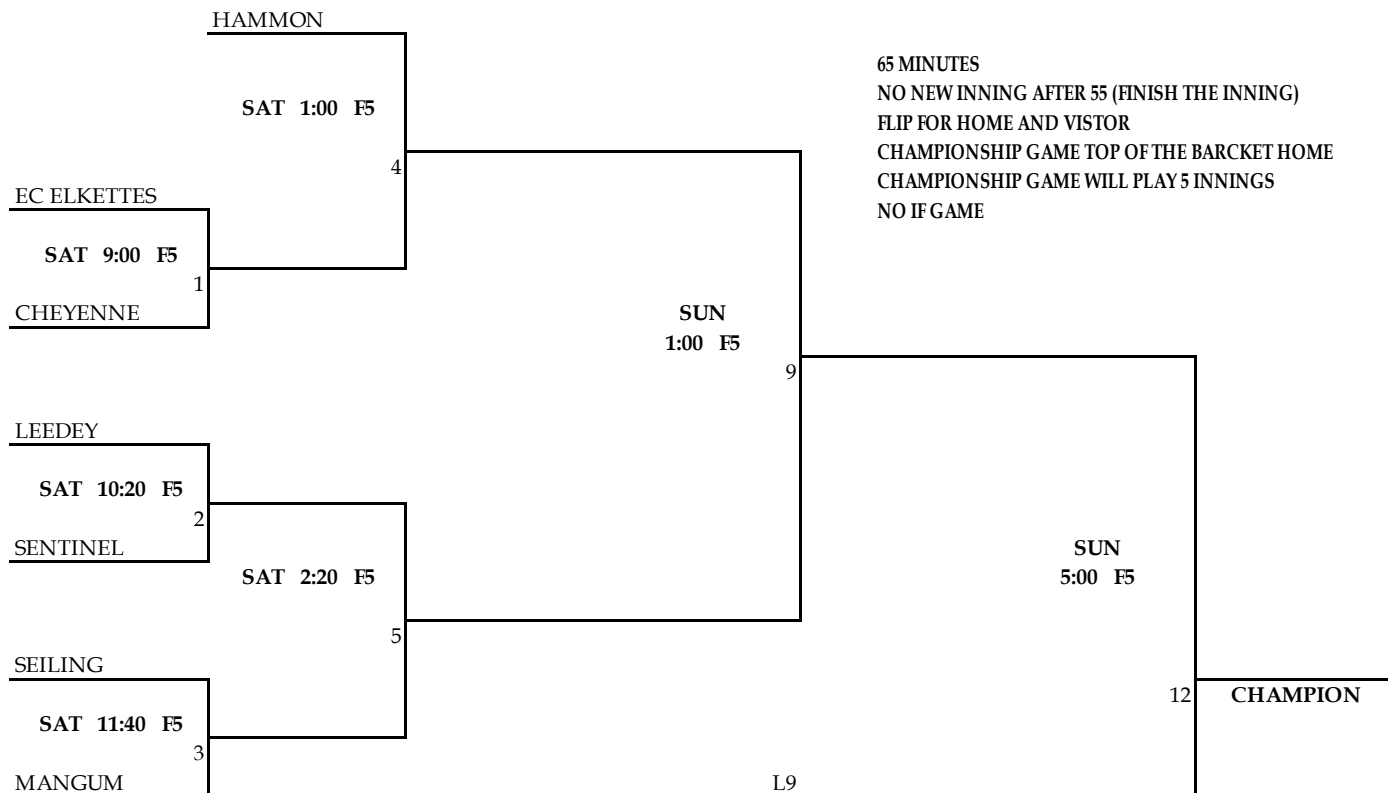 HAMMON
65 MINUTES
NO NEW INNING AFTER 55 (FINISH THE INNING)
SAT 1:00 F5
FLIP FOR HOME AND VISTOR
CHAMPIONSHIP GAME TOP OF THE BARCKET HOME
4
CHAMPIONSHIP GAME WILL PLAY 5 INNINGS
EC ELKETTES
NO IF GAME
SAT 9:00 F5
1
CHEYENNE
SUN
1:00 F5
9
LEEDEY
SAT 10:20 F5
2
SENTINEL
SUN
SAT 2:20 F5
5:00 F5
5
SEILING
12
CHAMPION
SAT 11:40 F5
3
MANGUM
L9